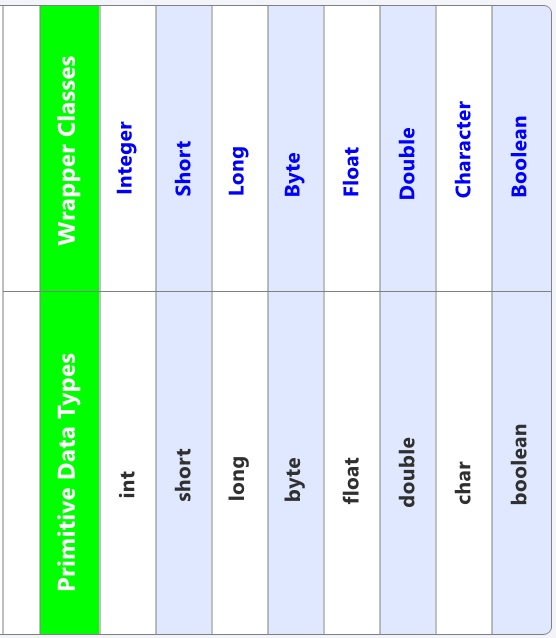 Primitive Data Types Wrapper Classes
int Integer
short Short
long Long
byte Byte
float Float
double Double
char Character
boolean Boolean